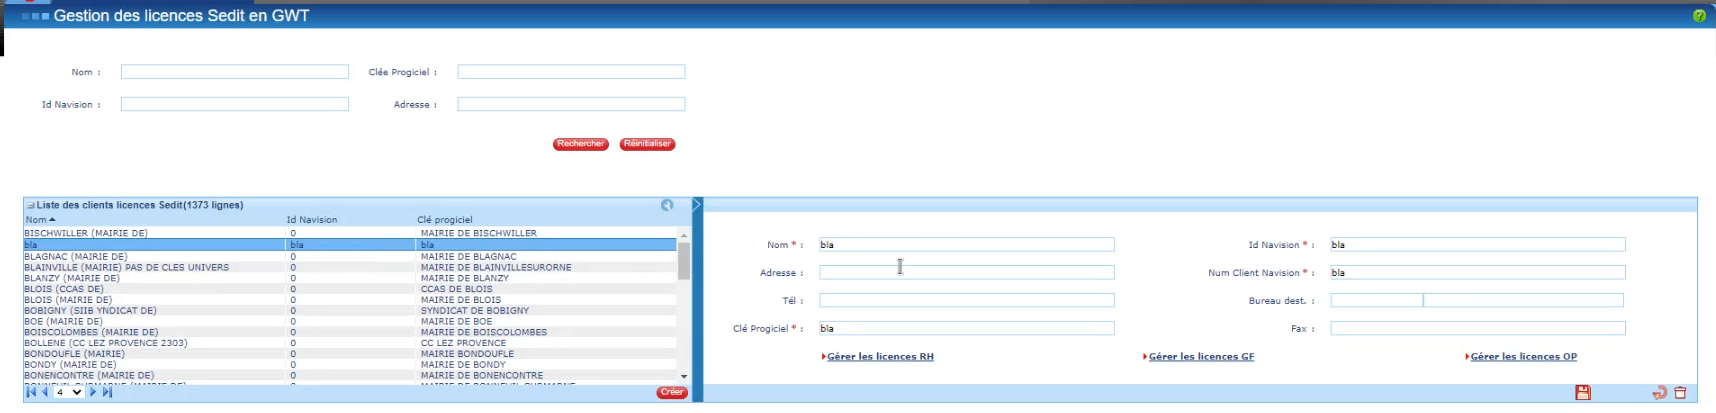 Gestion des licences Sedit en GWT
Nom :
Clée Progiciel :
Id Navision :
Adresse :
Rechercher
Réinitialiser
Liste des clients licences Sedit(1373 lignes)
Nom Id Navision Clé progiciel
BISCHWILLER (MAIRIE DE) 0 MAIRIE DE BISCHWILLER
bla bla bla
BLAGNAC (MAIRIE DE) 0 MAIRIE DE BLAGNAC
BLAINVILLE (MAIRIE) PAS DE CLES UNIVERS 0 MAIRIE DE BLAINVILLESURORNE
BLANZY (MAIRIE DE) 0 MAIRIE DE BLANZY
BLOIS (CCAS DE) 0 CCAS DE BLOIS
BLOIS (MAIRIE DE) 0 MAIRIE DE BLOIS
BOBIGNY (SIIB YNDICAT DE) 0 SYNDICAT DE BOBIGNY
BOE (MAIRIE DE) 0 MAIRIE DE BOE
BOISCOLOMBES (MAIRIE DE) 0 MAIRIE DE BOISCOLOMBES
BOLLENE (CC LEZ PROVENCE 2303) 0 CC LEZ PROVENCE
BONDOUFLE (MAIRIE) 0 MAIRIE BONDOUFLE
BONDY (MAIRIE DE) 0 MAIRIE DE BONDY
BONENCONTRE (MAIRIE DE) 0 MAIRIE DE BONENCONTRE
4
Créer
Nom * : bla
Id Navision * : bla
Adresse :
Num Client Navision * : bla
Tél :
Bureau dest. :
Clé Progiciel * : bla
Fax :
Gérer les licences RH
Gérer les licences GF
Gérer les licences OP